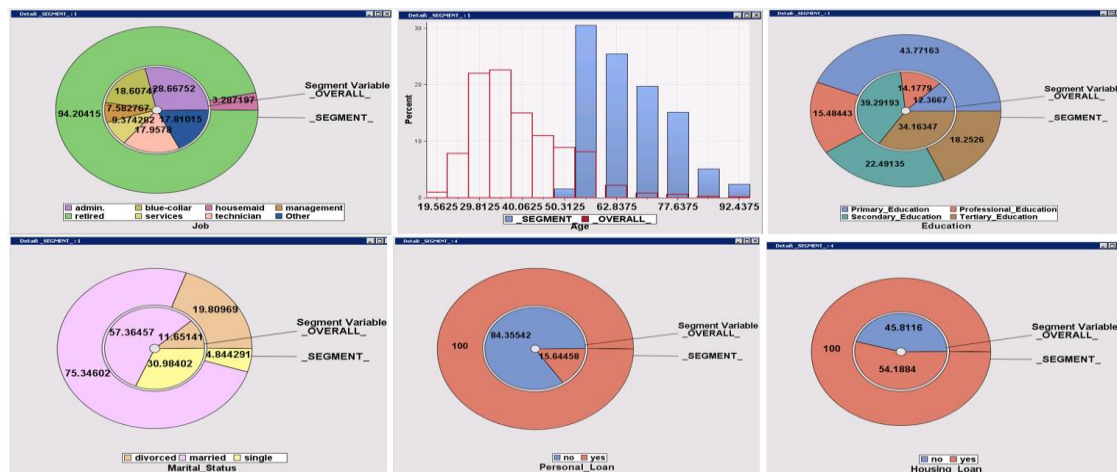 Detail: _SEGMENT_: 1
18.60747
28.66752
7.582767
9.374282
17.81015
17.9578
94.20415
3.287197
Segment Variable
_OVERALL_
_SEGMENT_
admin. blue-collar housemaid management
retired services technician Other
Job
Detail: _SEGMENT_: 1
30
20
10
0
Percent
19.5625 29.8125 40.0625 50.3125 62.8375 77.6375 92.4375
_SEGMENT_ _OVERALL_
Age
Detail: _SEGMENT_: 1
43.77163
14.1779
39.29193
12.3667
34.16347
15.48443
18.2526
22.49135
Segment Variable
_OVERALL_
_SEGMENT_
Primary_Education Professional_Education
Secondary_Education Tertiary_Education
Education
Detail: _SEGMENT_: 1
19.80969
57.36457
11.65141
4.844291
30.98402
75.34602
Segment Variable
_OVERALL_
_SEGMENT_
divorced married single
Marital_Status
Detail: _SEGMENT_: 4
84.35542
100
15.64458
Segment Variable
_OVERALL_
_SEGMENT_
no yes
Personal_Loan
Detail: _SEGMENT_: 4
45.8116
100
54.1884
Segment Variable
_OVERALL_
_SEGMENT_
no yes
Housing_Loan